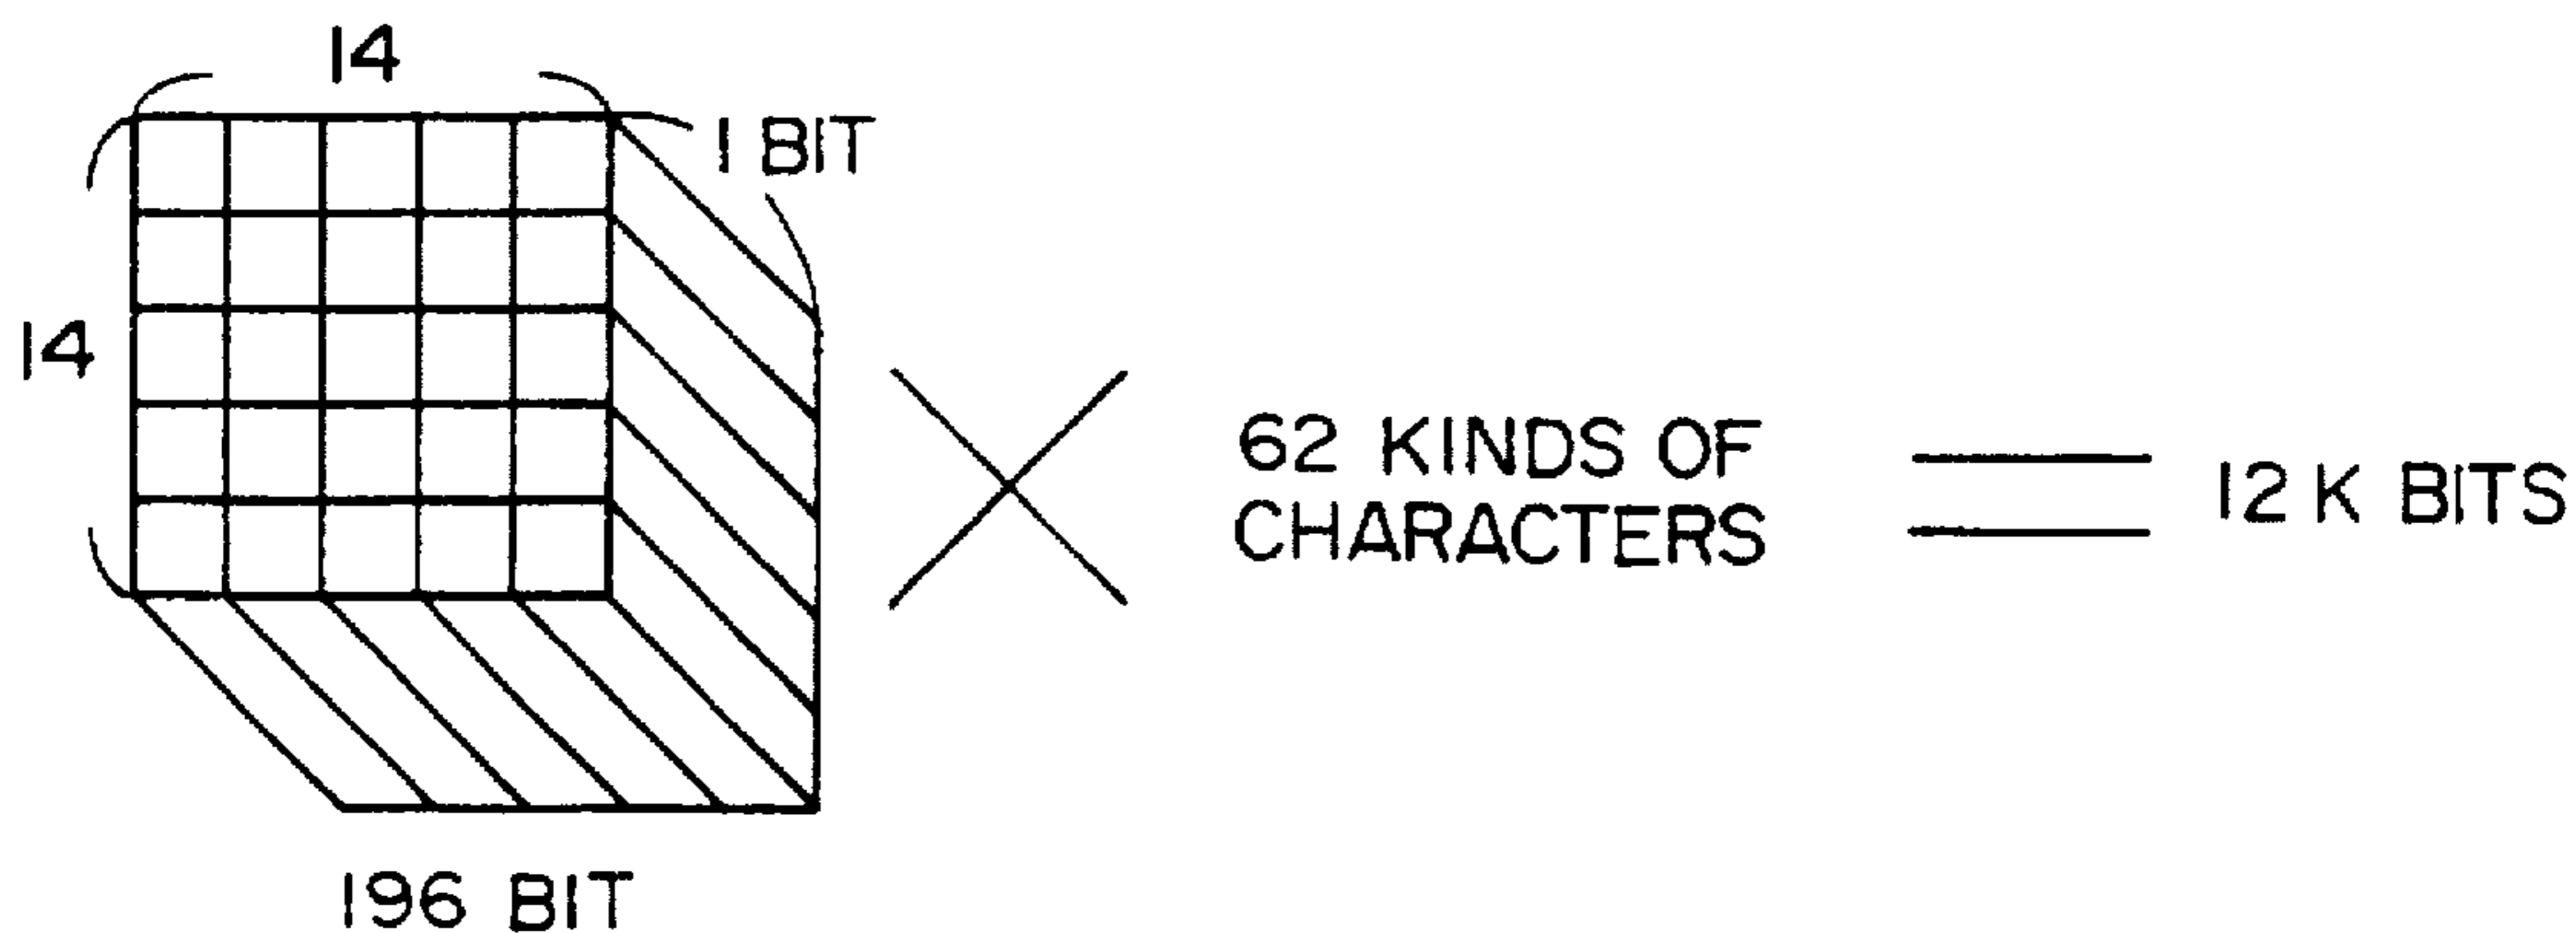 14
1 BIT
14
62 KINDS OF
CHARACTERS
12 K BITS
196 BIT